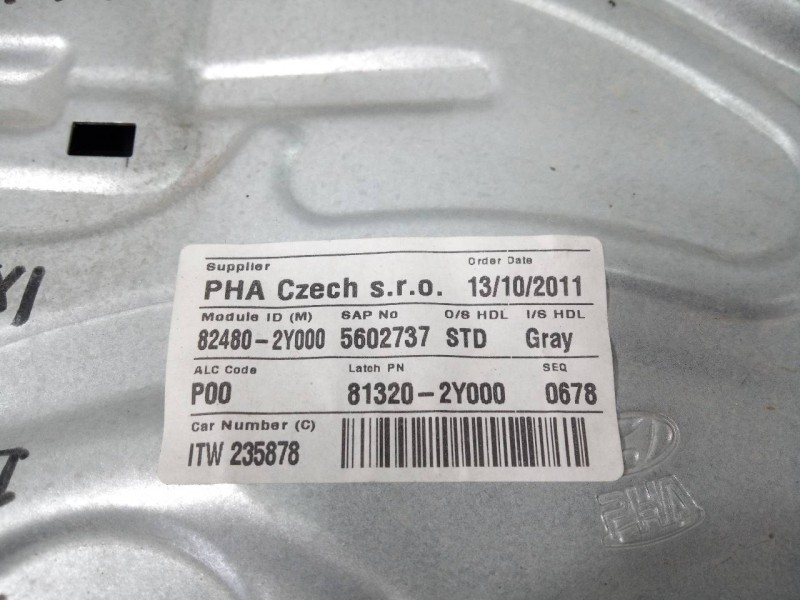 Supplier Order Date
PHA Czech s.r.o. 13/10/2011
Module ID (M) SAP No O/S HDL I/S HDL
82480-2Y000 5602737 STD Gray
ALC Code Latch PN SEQ
P00 81320-2Y000 0678
Car Number (C)
ITW 235878
PHA